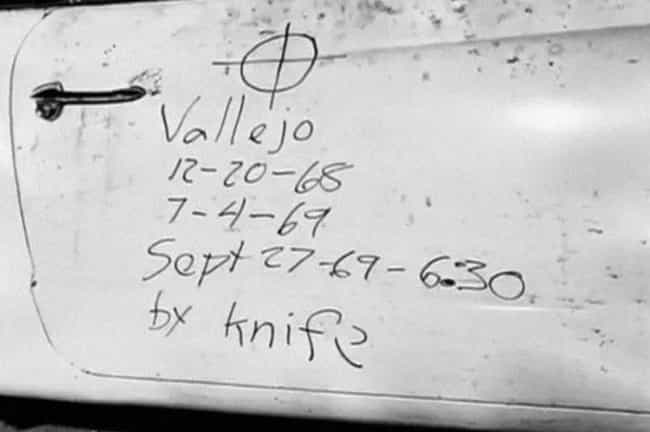 Vallejo
12-20-68
7-4-69
Sept 27-69-6:30
by knife